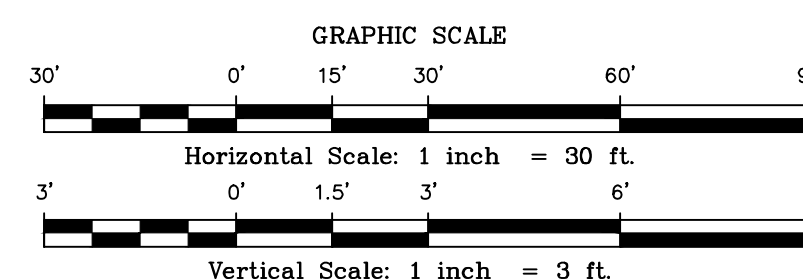 GRAPHIC SCALE
30' 0' 15' 30' 60'
Horizontal Scale: 1 inch = 30 ft.
3' 0' 1.5' 3' 6'
Vertical Scale: 1 inch = 3 ft.